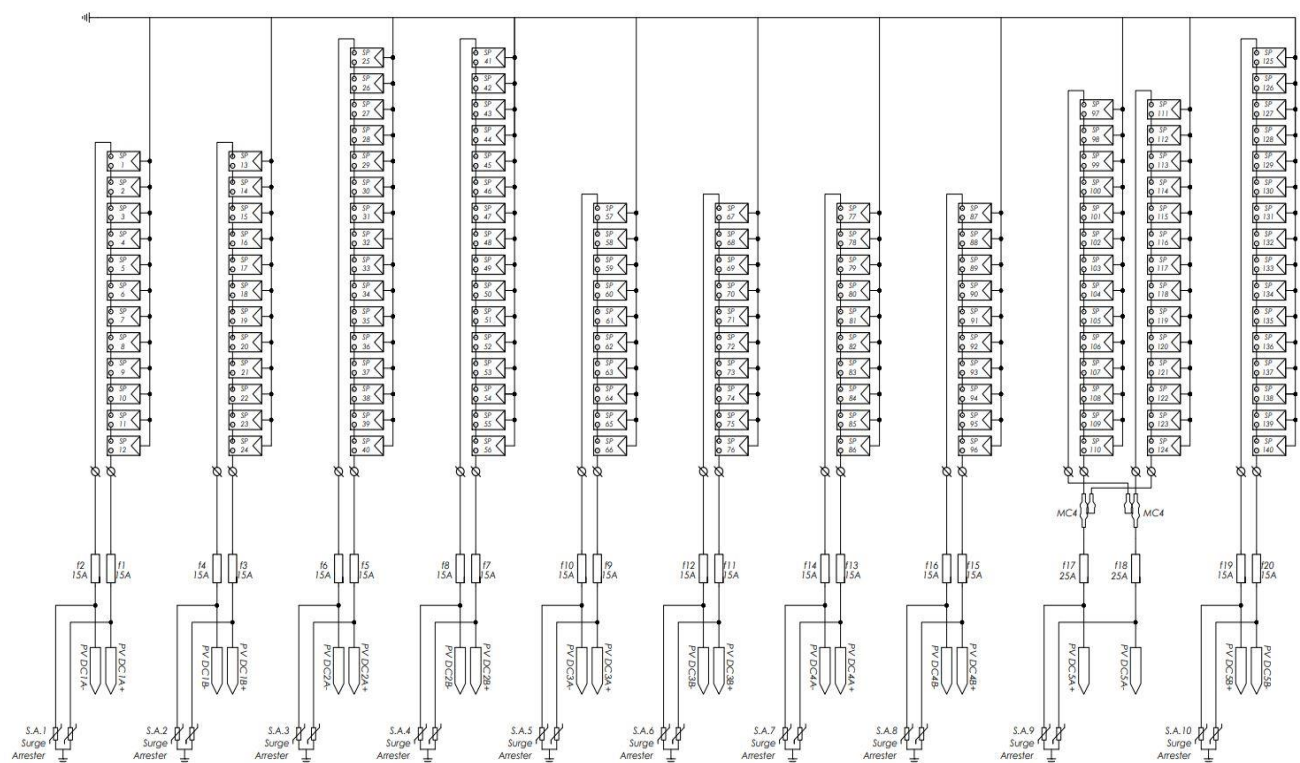 SP
1
SP
2
SP
3
SP
4
SP
5
SP
6
SP
7
SP
8
SP
9
SP
10
SP
11
SP
12
SP
13
SP
14
SP
15
SP
16
SP
17
SP
18
SP
19
SP
20
SP
21
SP
22
SP
23
SP
24
SP
25
SP
26
SP
27
SP
28
SP
29
SP
30
SP
31
SP
32
SP
33
SP
34
SP
35
SP
36
SP
37
SP
38
SP
39
SP
40
SP
41
SP
42
SP
43
SP
44
SP
45
SP
46
SP
47
SP
48
SP
49
SP
50
SP
51
SP
52
SP
53
SP
54
SP
55
SP
56
SP
57
SP
58
SP
59
SP
60
SP
61
SP
62
SP
63
SP
64
SP
65
SP
66
SP
67
SP
68
SP
69
SP
70
SP
71
SP
72
SP
73
SP
74
SP
75
SP
76
SP
77
SP
78
SP
79
SP
80
SP
81
SP
82
SP
83
SP
84
SP
85
SP
86
SP
87
SP
88
SP
89
SP
90
SP
91
SP
92
SP
93
SP
94
SP
95
SP
96
SP
97
SP
98
SP
99
SP
100
SP
101
SP
102
SP
103
SP
104
SP
105
SP
106
SP
107
SP
108
SP
109
SP
110
SP
111
SP
112
SP
113
SP
114
SP
115
SP
116
SP
117
SP
118
SP
119
SP
120
SP
121
SP
122
SP
123
SP
124
SP
125
SP
126
SP
127
SP
128
SP
129
SP
130
SP
131
SP
132
SP
133
SP
134
SP
135
SP
136
SP
137
SP
138
SP
139
SP
140
MC4
MC4
f2
15A
f1
15A
f4
15A
f3
15A
f6
15A
f5
15A
f8
15A
f7
15A
f10
15A
f9
15A
f12
15A
f11
15A
f14
15A
f13
15A
f16
15A
f15
15A
f17
25A
f18
25A
f19
15A
f20
15A
PV DC1A-
PV DC1A+
PV DC1B-
PV DC1B+
PV DC2A-
PV DC2A+
PV DC2B-
PV DC2B+
PV DC3A-
PV DC3A+
PV DC3B-
PV DC3B+
PV DC4A-
PV DC4A+
PV DC4B-
PV DC4B+
PV DC5A+
PV DC5A-
PV DC5B+
PV DC5B-
S.A.1
Surge
Arrester
S.A.2
Surge
Arrester
S.A.3
Surge
Arrester
S.A.4
Surge
Arrester
S.A.5
Surge
Arrester
S.A.6
Surge
Arrester
S.A.7
Surge
Arrester
S.A.8
Surge
Arrester
S.A.9
Surge
Arrester
S.A.10
Surge
Arrester